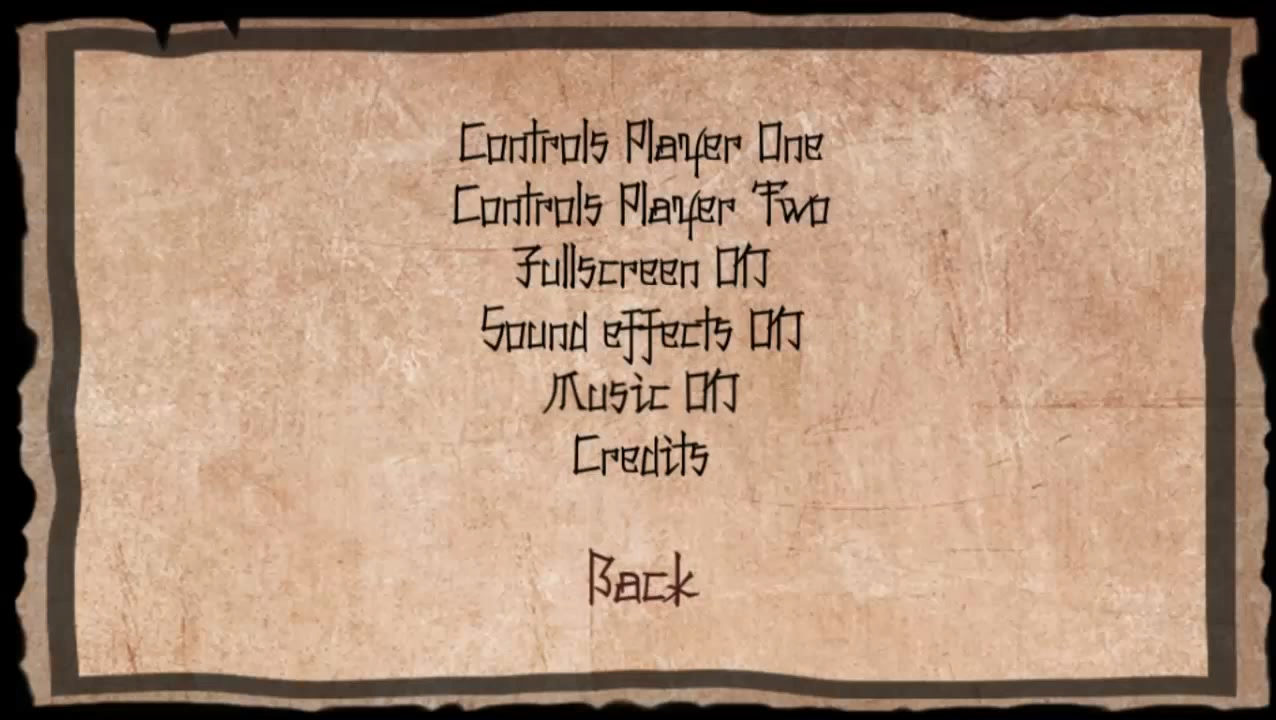 Controls Player One
Controls Player Two
Fullscreen ON
Sound effects ON
Music ON
Credits
Back